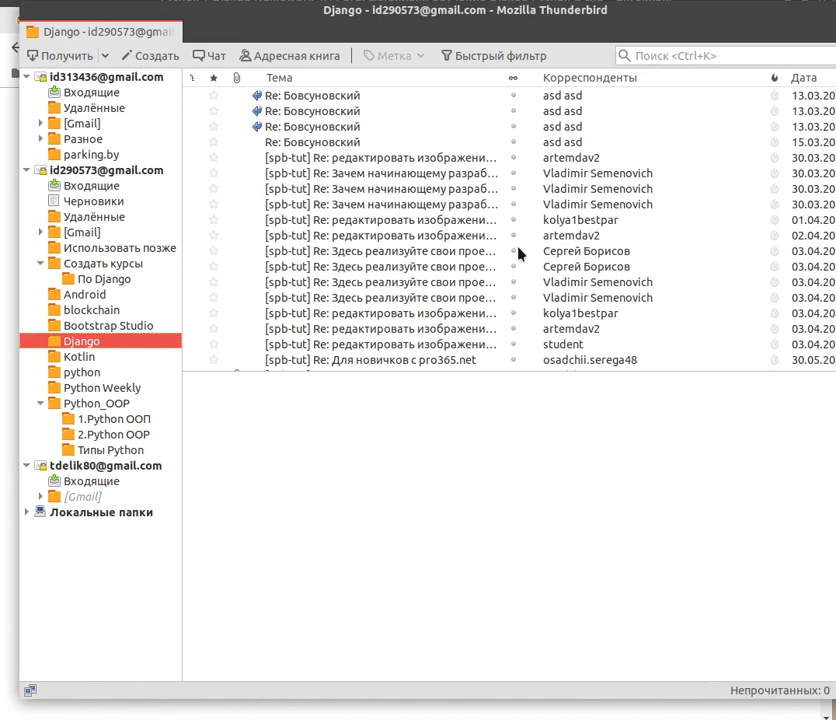 Django - id290573@gmail.com - Mozilla Thunderbird
Django - id290573@gmai
Получить Создать Чат Адресная книга Метка Быстрый фильтр Поиск <Ctrl+K>
Тема Корреспонденты Дата
id313436@gmail.com
Входящие
Удалённые
[Gmail]
Разное
parking.by
id290573@gmail.com
Входящие
Черновики
Удалённые
[Gmail]
Использовать позже
Создать курсы
По Django
Android
blockchain
Bootstrap Studio
Django
Kotlin
python
Python Weekly
Python_OOP
1.Python ООП
2.Python ООР
Типы Python
tdelik80@gmail.com
Входящие
[Gmail]
Локальные папки
Re: Бовсуновский asd asd 13.03.20
Re: Бовсуновский asd asd 13.03.20
Re: Бовсуновский asd asd 13.03.20
Re: Бовсуновский asd asd 15.03.20
[spb-tut] Re: редактировать изображени... artemdav2 30.03.20
[spb-tut] Re: Зачем начинающему разраб... Vladimir Semenovich 30.03.20
[spb-tut] Re: Зачем начинающему разраб... Vladimir Semenovich 30.03.20
[spb-tut] Re: Зачем начинающему разраб... Vladimir Semenovich 30.03.20
[spb-tut] Re: редактировать изображени... kolya1bestpar 01.04.20
[spb-tut] Re: редактировать изображени... artemdav2 02.04.20
[spb-tut] Re: Здесь реализуйте свои прое... Сергей Борисов 03.04.20
[spb-tut] Re: Здесь реализуйте свои прое... Сергей Борисов 03.04.20
[spb-tut] Re: Здесь реализуйте свои прое... Vladimir Semenovich 03.04.20
[spb-tut] Re: Здесь реализуйте свои прое... Vladimir Semenovich 03.04.20
[spb-tut] Re: редактировать изображени... kolya1bestpar 03.04.20
[spb-tut] Re: редактировать изображени... artemdav2 03.04.20
[spb-tut] Re: редактировать изображени... student 03.04.20
[spb-tut] Re: Для новичков с pro365.net osadchii.serega48 30.05.20
Непрочитанных: 0